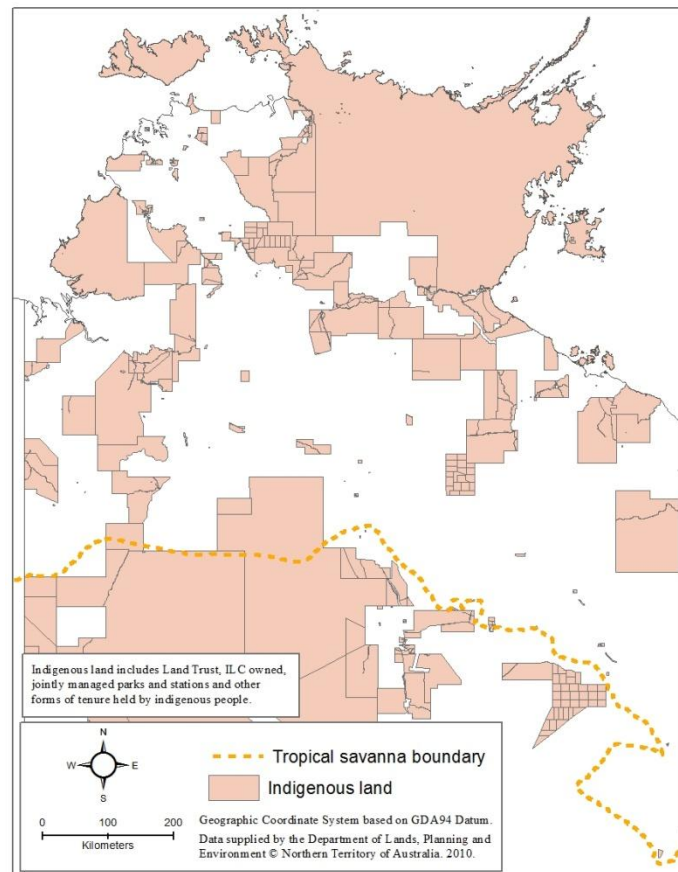 Indigenous land includes Land Trust, ILC owned,
jointly managed parks and stations and other
forms of tenure held by indigenous people.
N
W E
S
0 100 200
Kilometers
Tropical savanna boundary
Indigenous land
Geographic Coordinate System based on GDA94 Datum.
Data supplied by the Department of Lands, Planning and
Environment © Northern Territory of Australia. 2010.